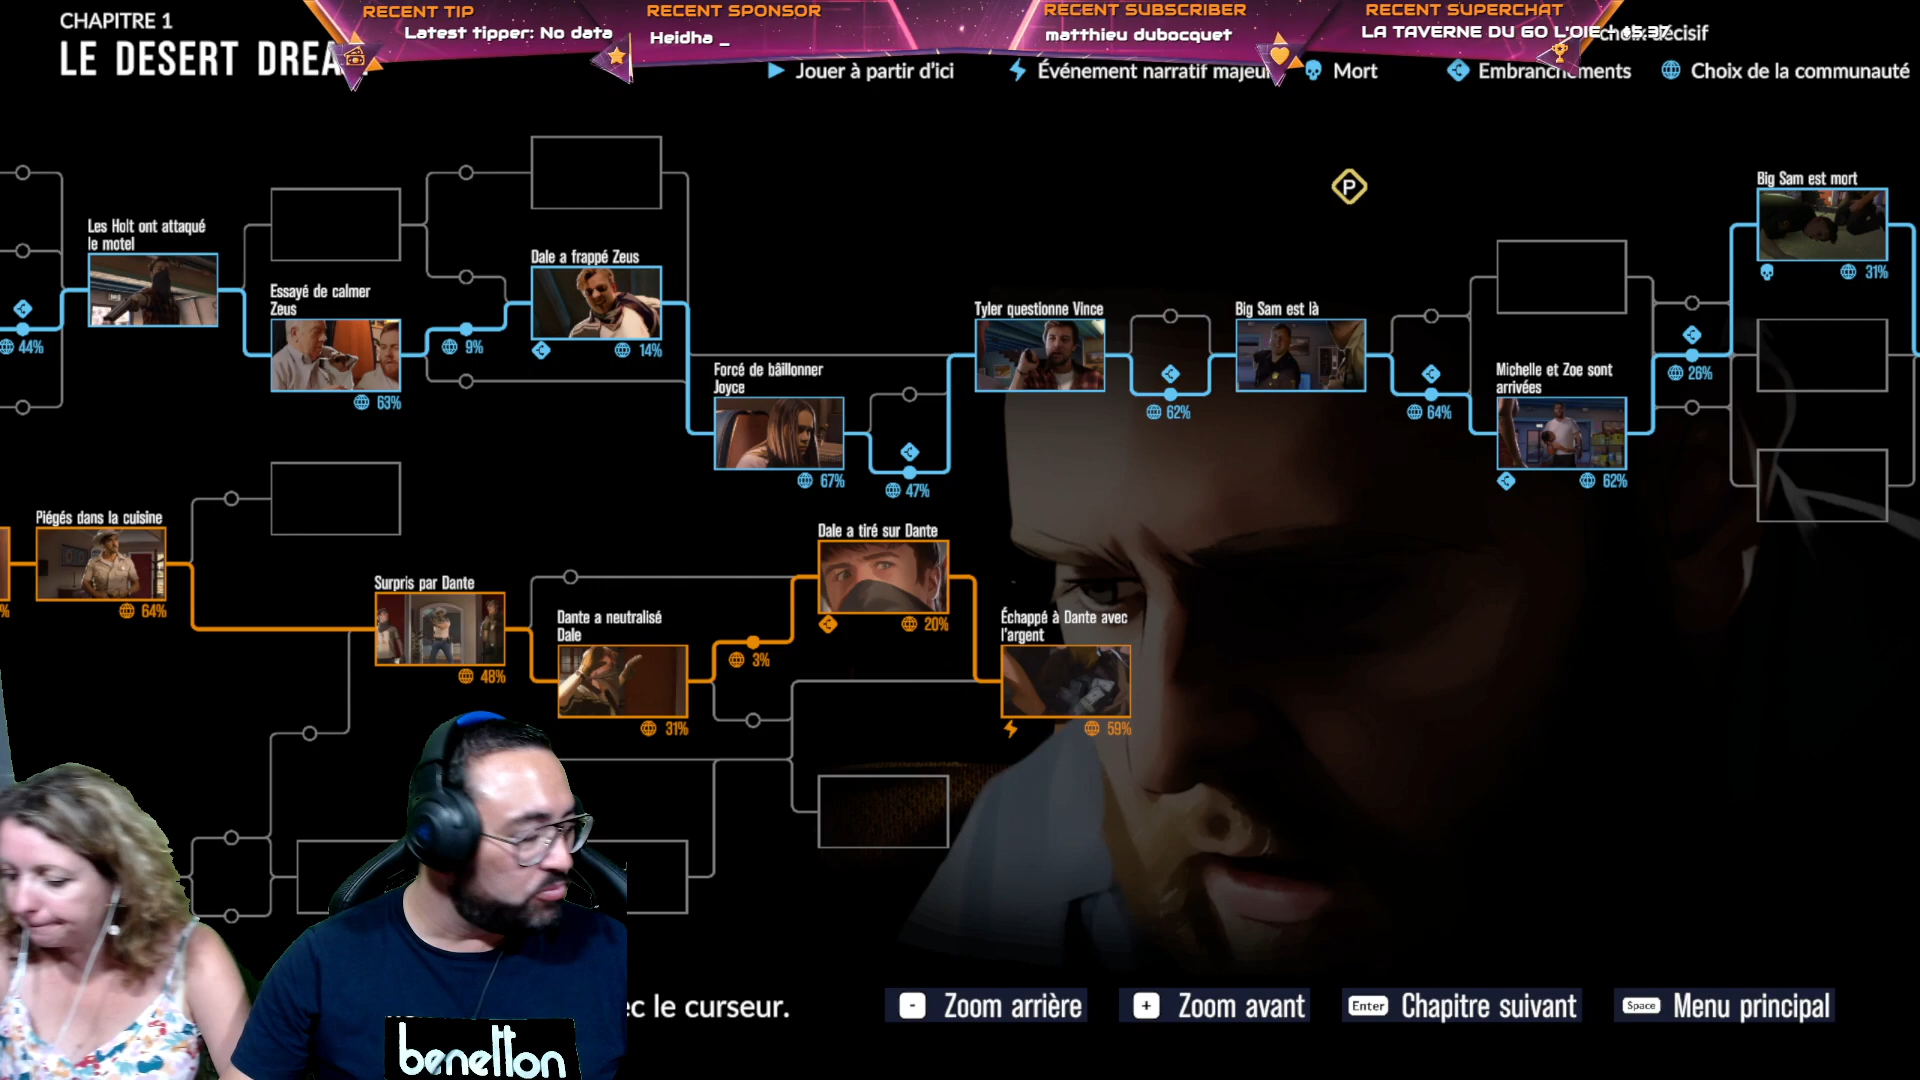 CHAPITRE 1
RECENT TIP
RECENT SPONSOR
RECENT SUBSCRIBER
RECENT SUPERCHAT
Latest tipper: No data
Heidha _
matthieu dubocquet
LA TAVERNE DU GO L'OIE
LE DESERT DREA
Jouer à partir d'ici
Événement narratif majeur
Mort
Embranchements
Choix de la communauté
Les Holt ont attaqué
le motel
44%
Essayé de calmer
Zeus
63%
9%
Dale a frappé Zeus
14%
Forcé de bâillonner
Joyce
67%
47%
Tyler questionne Vince
62%
P
Big Sam est là
64%
Michelle et Zoe sont
arrivées
62%
26%
Big Sam est mort
31%
Piégés dans la cuisine
64%
Surpris par Dante
48%
Dante a neutralisé
Dale
31%
3%
Dale a tiré sur Dante
20%
Échappé à Dante avec
l'argent
59%
c le curseur.
- Zoom arrière
+ Zoom avant
Enter Chapitre suivant
Space Menu principal
benetton